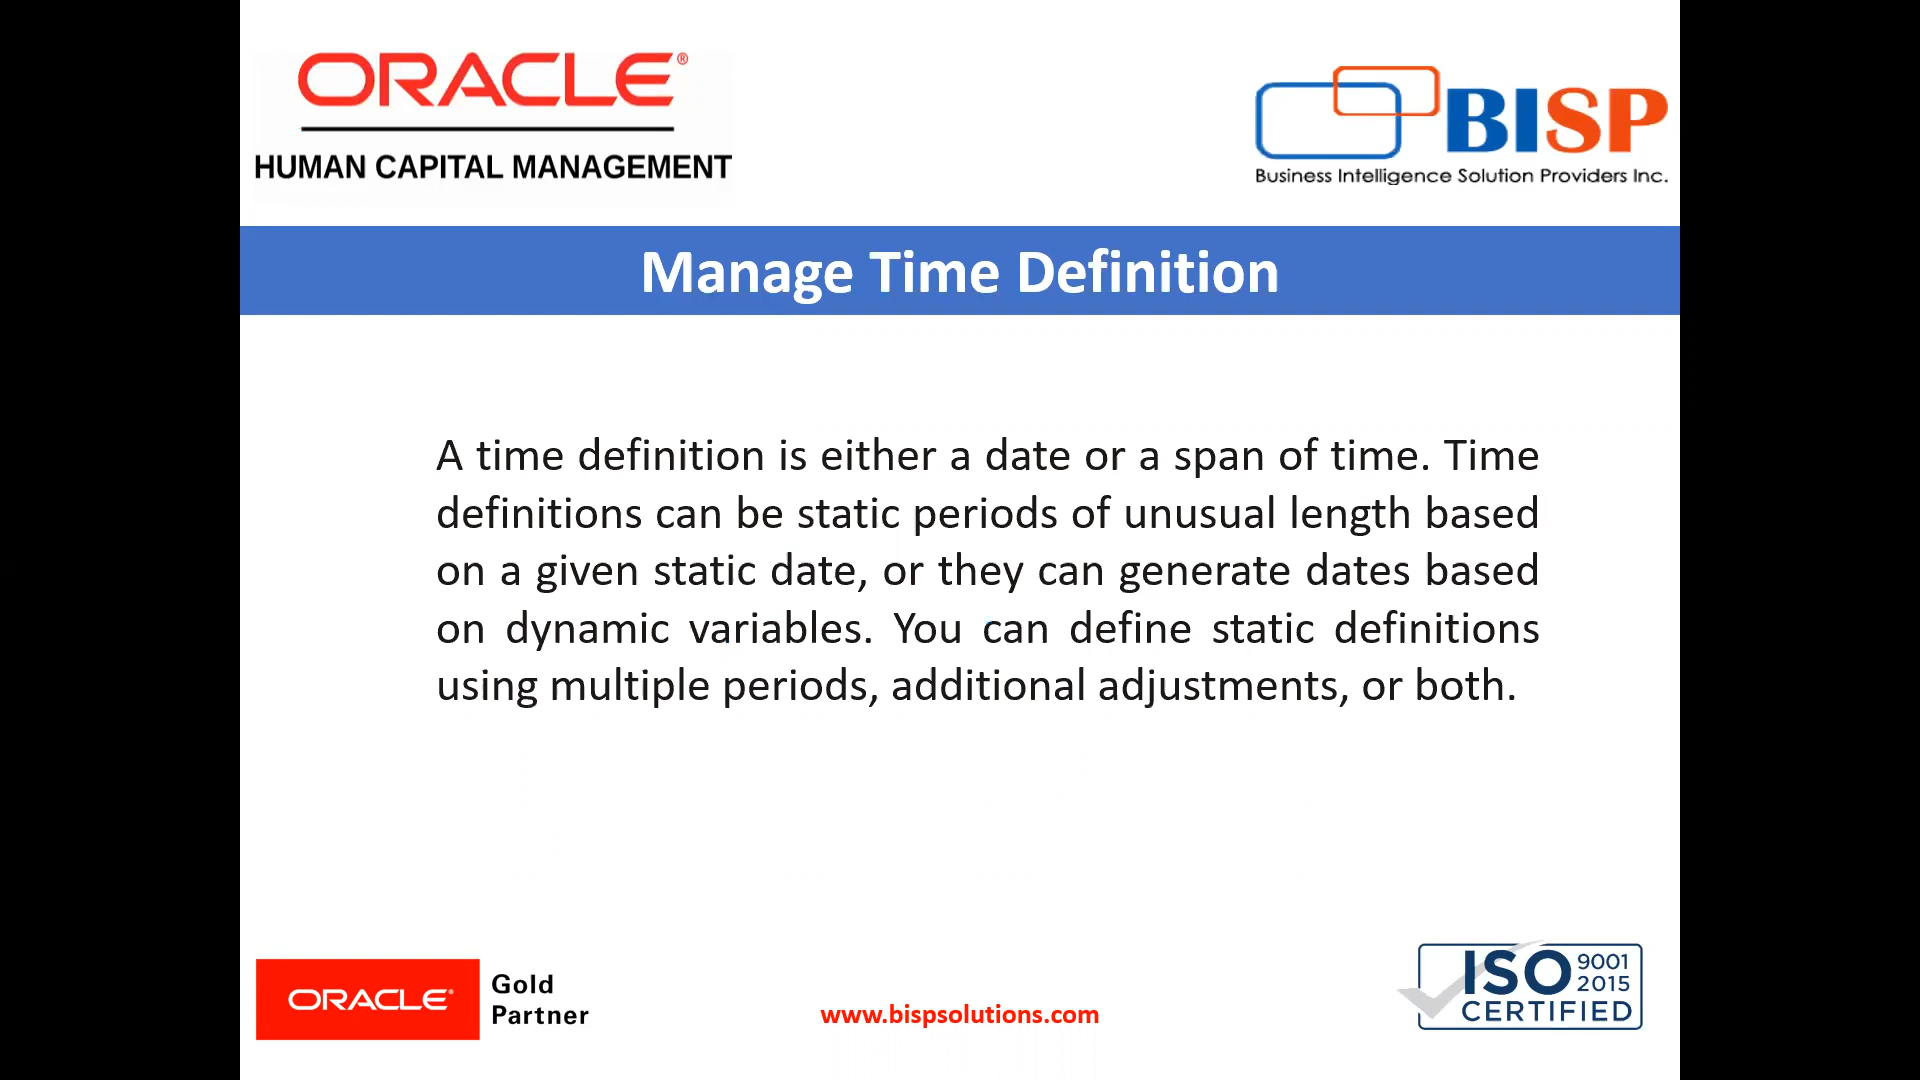 ORACLE®
HUMAN CAPITAL MANAGEMENT
BISP
Business Intelligence Solution Providers Inc.
Manage Time Definition
A time definition is either a date or a span of time. Time
definitions can be static periods of unusual length based
on a given static date, or they can generate dates based
on dynamic variables. You can define static definitions
using multiple periods, additional adjustments, or both.
ORACLE®
Gold
Partner
www.bispsolutions.com
ISO 9001
2015
CERTIFIED